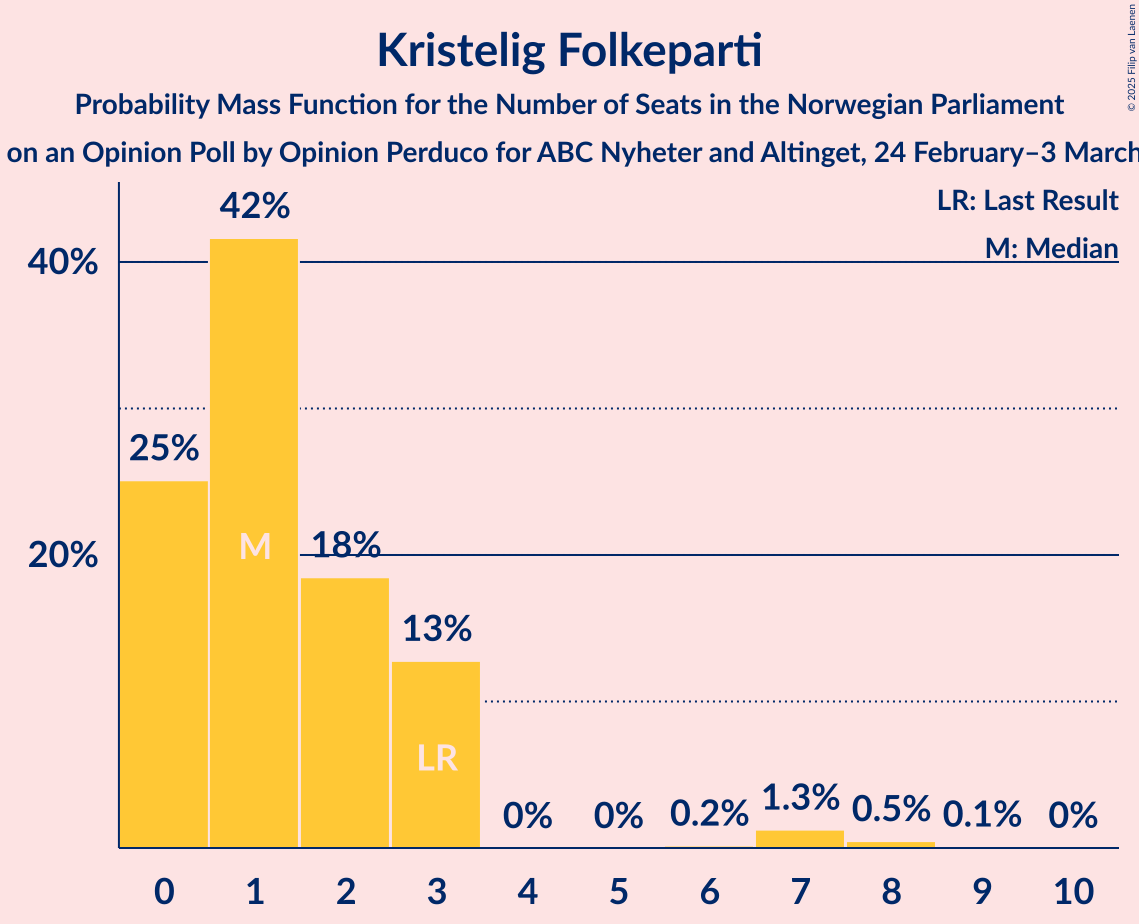 Kristelig Folkeparti
Probability Mass Function for the Number of Seats in the Norwegian Parliament
on an Opinion Poll by Opinion Perduco for ABC Nyheter and Altinget, 24 February–3 March
© 2025 Filip van Laenen
LR: Last Result
M: Median
42%
40%
25%
M
18%
20%
13%
LR
0%
0%
0.2%
1.3%
0.5%
0.1%
0%
0 1 2 3 4 5 6 7 8 9 10